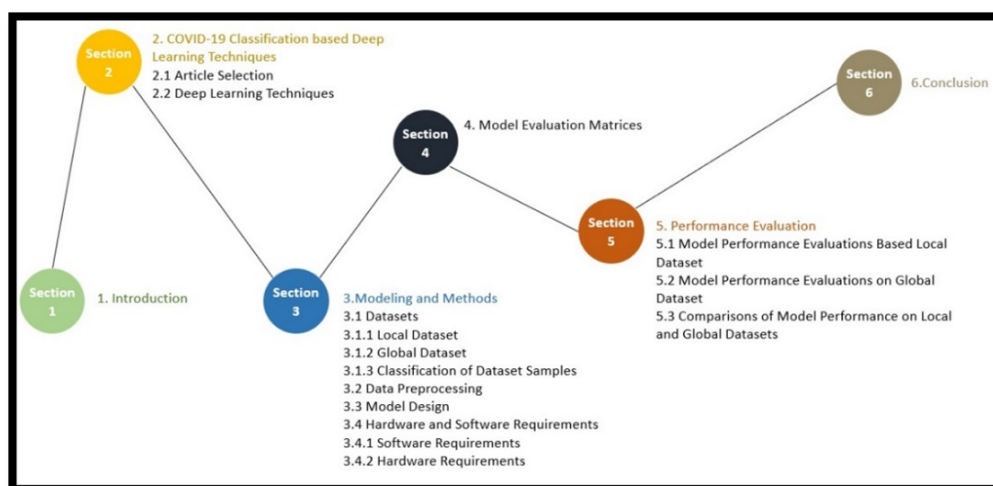 Section
1
1. Introduction
Section
2
2. COVID-19 Classification based Deep
Learning Techniques
2.1 Article Selection
2.2 Deep Learning Techniques
Section
3
3.Modeling and Methods
3.1 Datasets
3.1.1 Local Dataset
3.1.2 Global Dataset
3.1.3 Classification of Dataset Samples
3.2 Data Preprocessing
3.3 Model Design
3.4 Hardware and Software Requirements
3.4.1 Software Requirements
3.4.2 Hardware Requirements
Section
4
4. Model Evaluation Matrices
Section
5
5. Performance Evaluation
5.1 Model Performance Evaluations Based Local
Dataset
5.2 Model Performance Evaluations on Global
Dataset
5.3 Comparisons of Model Performance on Local
and Global Datasets
Section
6
6.Conclusion